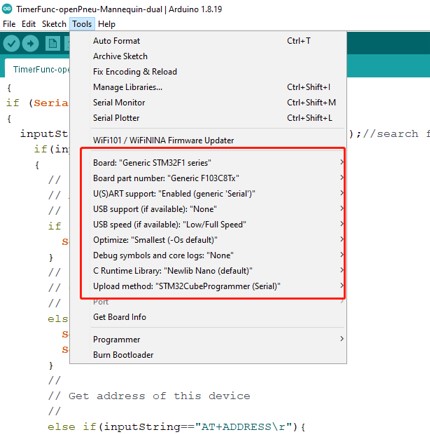 TimerFunc-openPneu-Mannequin-dual | Arduino 1.8.19
File Edit Sketch Tools Help
Auto Format Ctrl+T
TimerFunc-op
Archive Sketch
{
Fix Encoding & Reload
if (Seria
Manage Libraries... Ctrl+Shift+I
{
Serial Monitor Ctrl+Shift+M
Serial Plotter Ctrl+Shift+L
inputSt );//search f
WiFi101 / WiFiNINA Firmware Updater
if(in
{
Board: "Generic STM32F1 series"
//
Board part number: "Generic F103C8Tx"
//
U(S)ART support: "Enabled (generic 'Serial')"
//
USB support (if available): "None"
if
USB speed (if available): "Low/Full Speed"
S
Optimize: "Smallest (-Os default)"
}
Debug symbols and core logs: "None"
//
C Runtime Library: "Newlib Nano (default)"
//
Upload method: "STM32CubeProgrammer (Serial)"
//
Port
els
Get Board Info
S
S
Programmer
}
Burn Bootloader
//
// Get address of this device
//
else if(inputString=="AT+ADDRESS\r"){